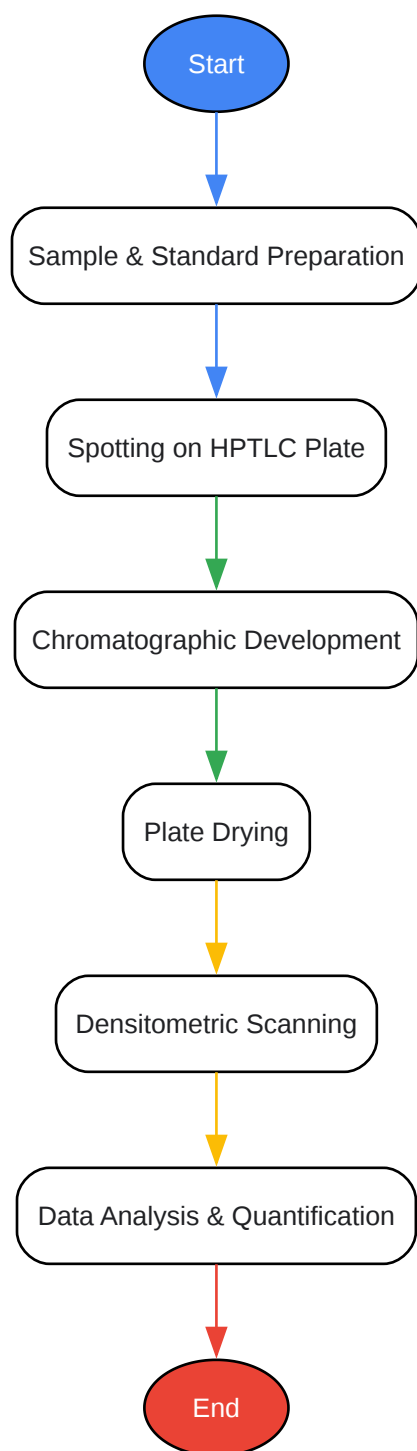 Start
Sample & Standard Preparation
Spotting on HPTLC Plate
Chromatographic Development
Plate Drying
Densitometric Scanning
Data Analysis & Quantification
End